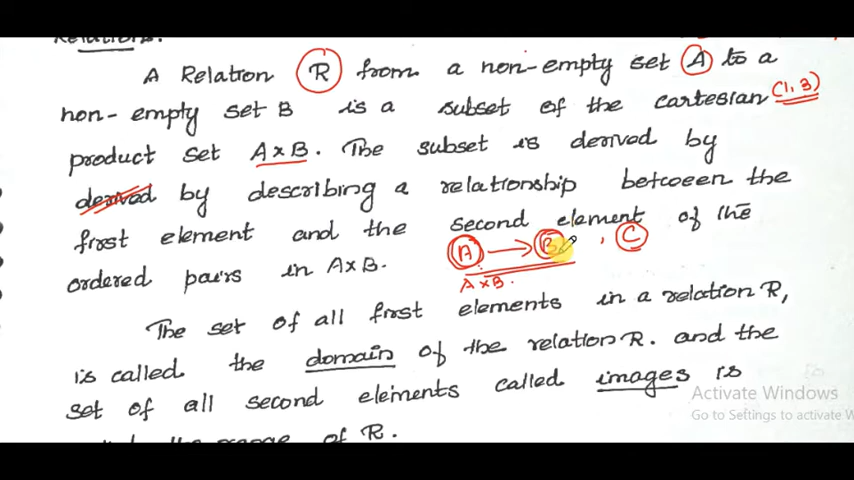 Relations:
A Relation R from a non-empty set A to a
non-empty set B is a subset of the cartesian (1,3)
product set A×B. The subset is derived by
derived by describing a relationship between the
first element and the second element of the
A → B , C
ordered pairs in A×B.
A×B.
The set of all first elements in a relation R,
is called the domain of the relation R. and the
set of all second elements called images is
Activate Windows
Go to Settings to activate W
of R.